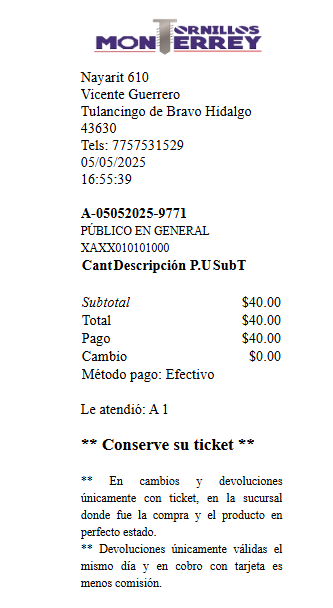 TORNILLOS
MONTERREY
Nayarit 610
Vicente Guerrero
Tulancingo de Bravo Hidalgo
43630
Tels: 7757531529
05/05/2025
16:55:39
A-05052025-9771
PÚBLICO EN GENERAL
XAXX010101000
Cant Descripción P.U SubT
Subtotal $40.00
Total $40.00
Pago $40.00
Cambio $0.00
Método pago: Efectivo
Le atendió: A 1
** Conserve su ticket **
** En cambios y devoluciones
únicamente con ticket, en la sucursal
donde fue la compra y el producto en
perfecto estado.
** Devoluciones únicamente válidas el
mismo día y en cobro con tarjeta es
menos comisión.